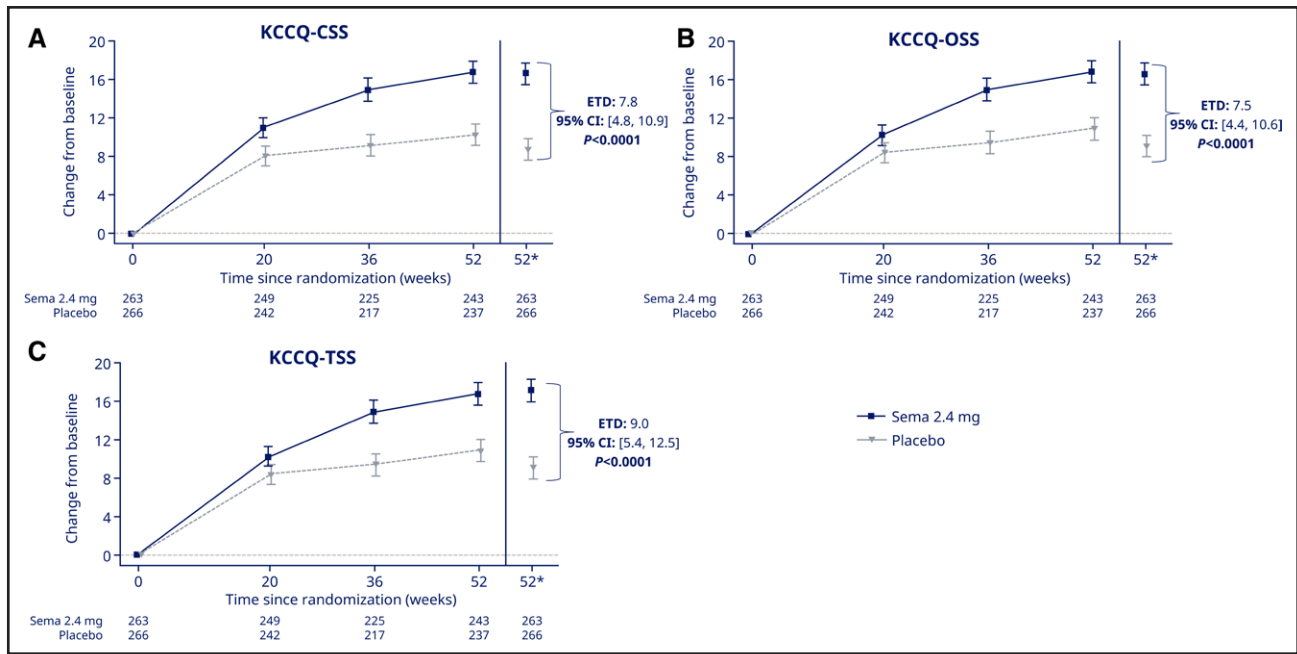 A
KCCQ-CSS
20
16
12
8
4
0
Change from baseline
ETD: 7.8
95% CI: [4.8, 10.9]
P<0.0001
0 20 36 52 52*
Time since randomization (weeks)
Sema 2.4 mg 263 249 225 243 263
Placebo 266 242 217 237 266
B
KCCQ-OSS
20
16
12
8
4
0
Change from baseline
ETD: 7.5
95% CI: [4.4, 10.6]
P<0.0001
0 20 36 52 52*
Time since randomization (weeks)
Sema 2.4 mg 263 249 225 243 263
Placebo 266 242 217 237 266
C
KCCQ-TSS
20
16
12
8
4
0
Change from baseline
ETD: 9.0
95% CI: [5.4, 12.5]
P<0.0001
0 20 36 52 52*
Time since randomization (weeks)
Sema 2.4 mg 263 249 225 243 263
Placebo 266 242 217 237 266
Sema 2.4 mg
Placebo